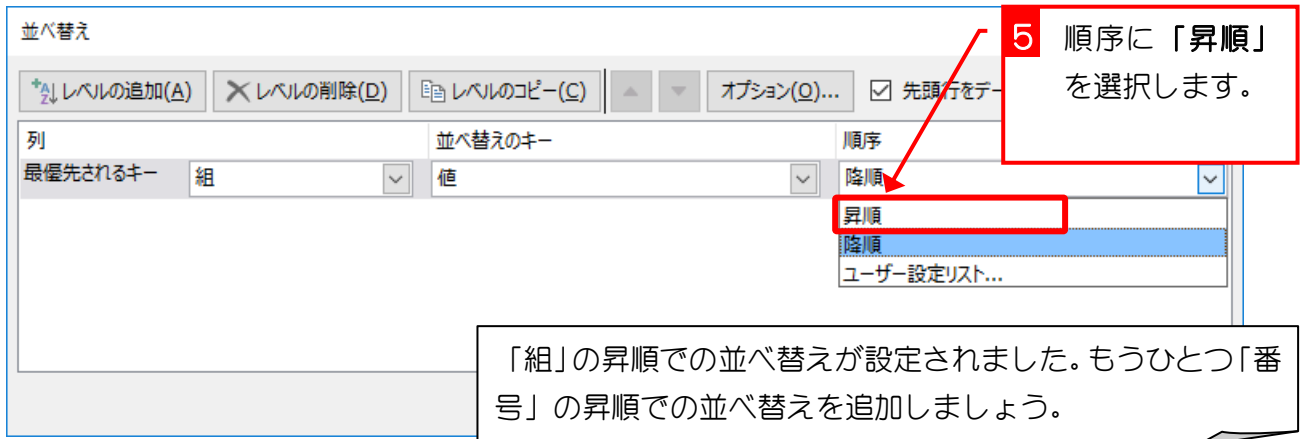 並べ替え
5 順序に「昇順」
を選択します。
レベルの追加(A) レベルの削除(D) レベルのコピー(C) オプション(O)... 先頭行をデー
列 並べ替えのキー 順序
最優先されるキー 組 値 降順
昇順
降順
ユーザー設定リスト...
「組」の昇順での並べ替えが設定されました。もうひとつ「番
号」の昇順での並べ替えを追加しましょう。